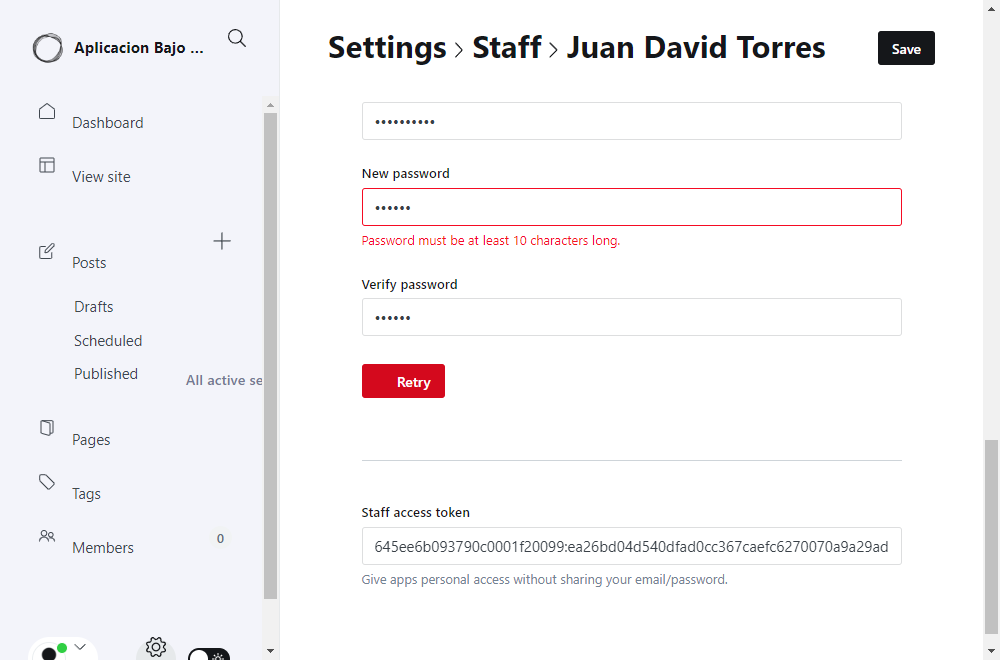 Aplicacion Bajo ...
Settings > Staff > Juan David Torres
Save
Dashboard
View site
Posts
Drafts
Scheduled
Published
All active se
Pages
Tags
Members
0
••••••••••
New password
••••••
Password must be at least 10 characters long.
Verify password
••••••
Retry
Staff access token
645ee6b093790c0001f20099:ea26bd04d540dfad0cc367caefc6270070a9a29ad
Give apps personal access without sharing your email/password.